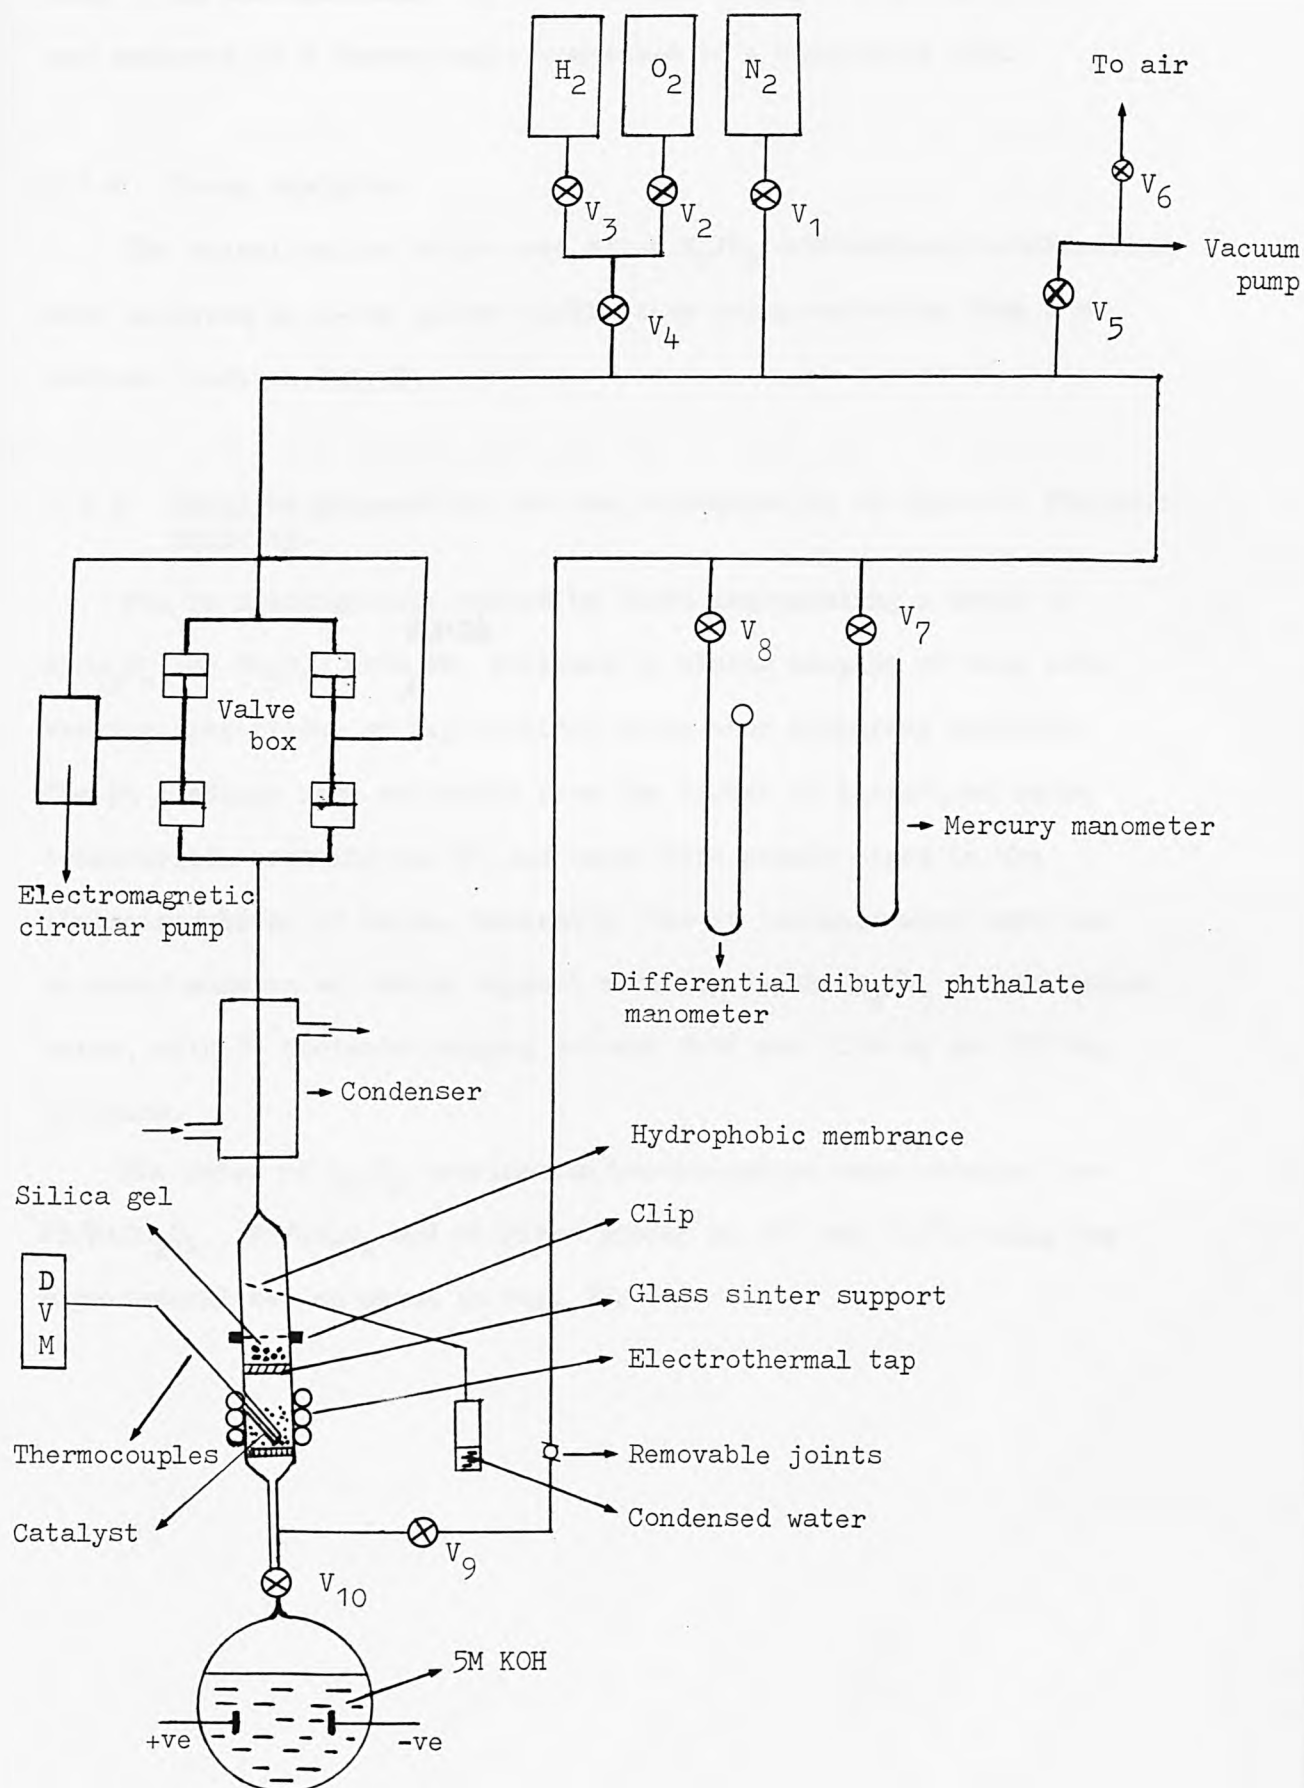 H2
O2
N2
To air
V6
V3
V2
V1
Vacuum
pump
V5
V4
V8
V7
Valve
box
Mercury manometer
Electromagnetic
circular pump
Differential dibutyl phthalate
manometer
Condenser
Hydrophobic membrance
Silica gel
Clip
D
V
M
Glass sinter support
Electrothermal tap
Thermocouples
Removable joints
Catalyst
Condensed water
V9
V10
5M KOH
+ve
-ve